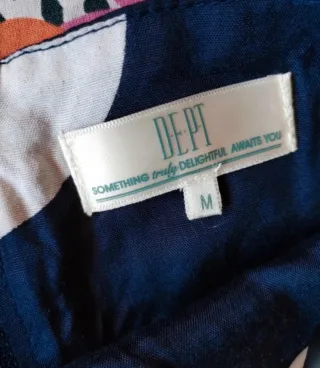 DEPT
SOMETHING truly DELIGHTFUL AWAITS YOU
M